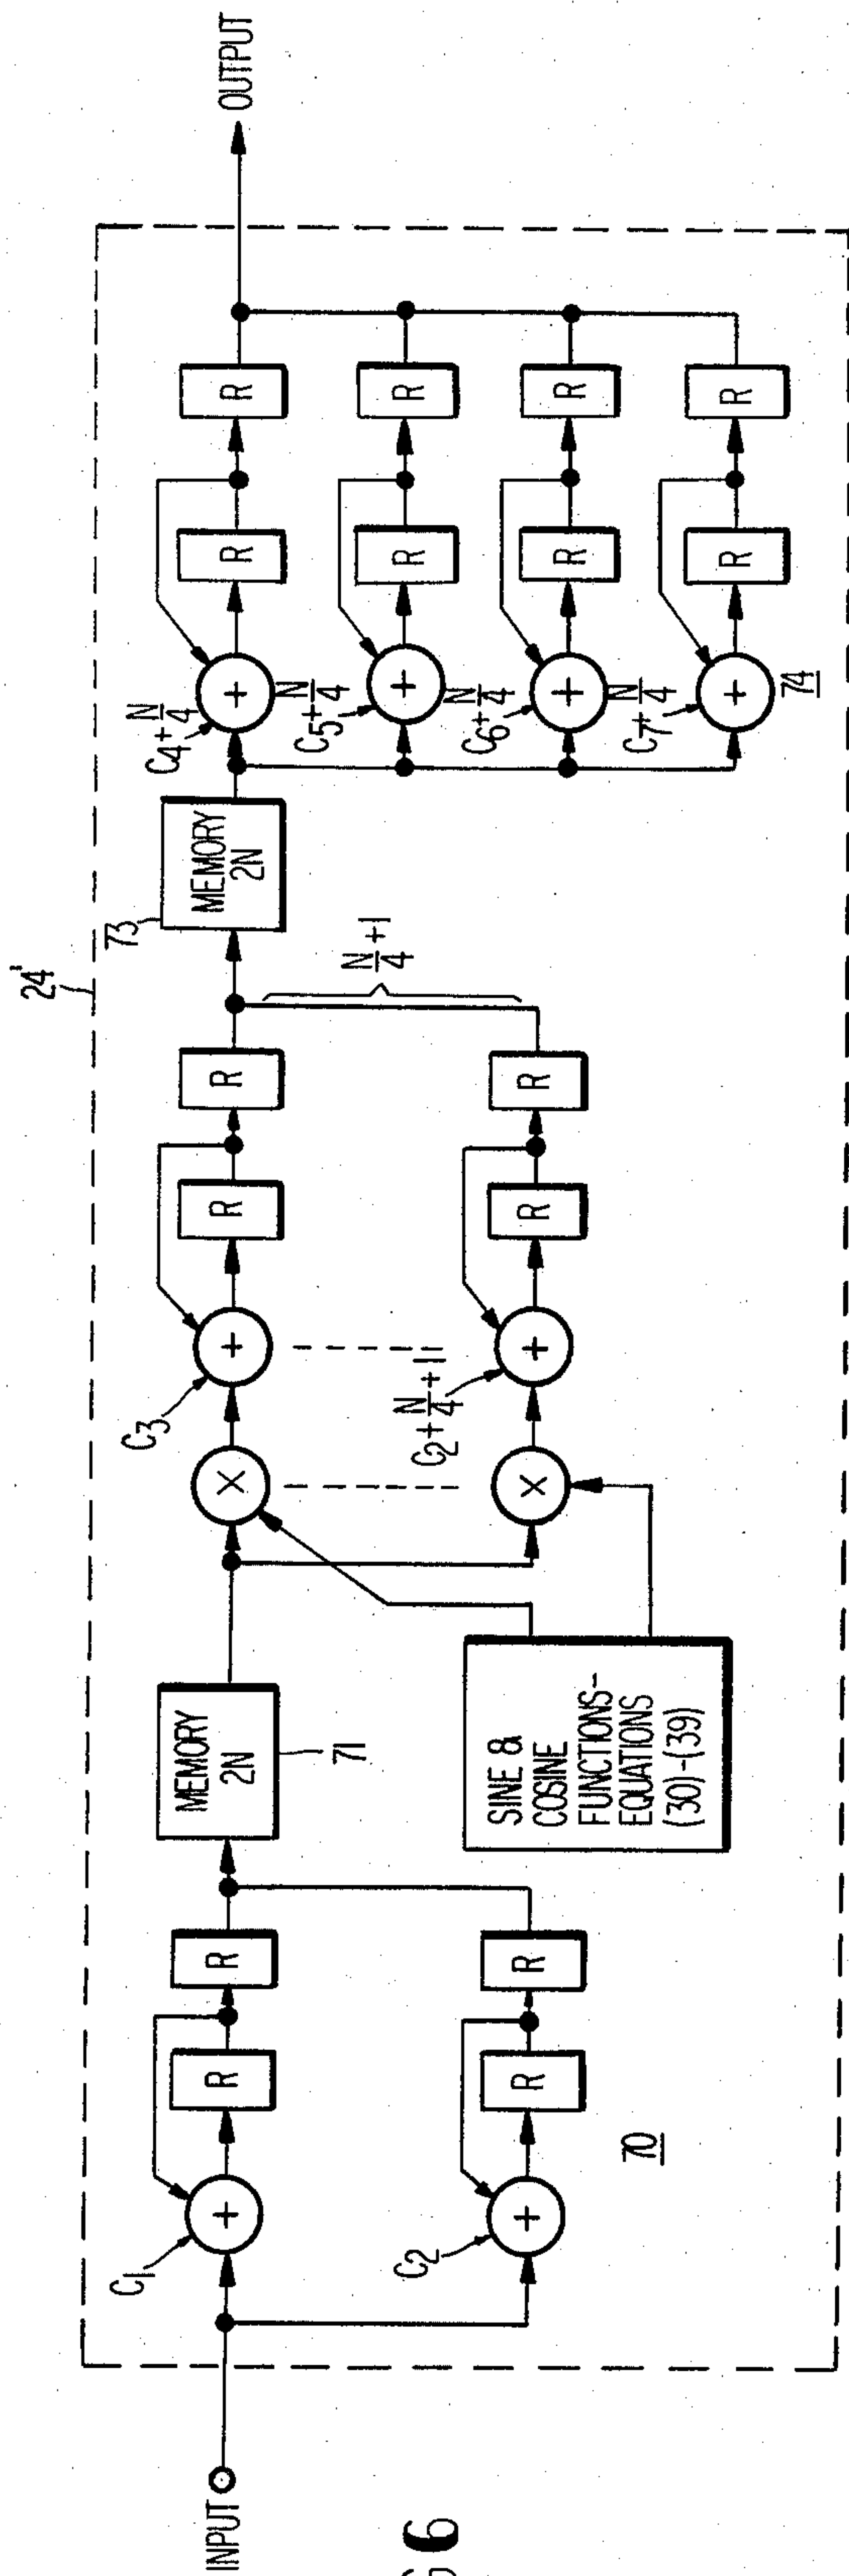 24'
INPUT
C1
+
R
R
C2
+
R
R
70
MEMORY
2N
71
SINE &
COSINE
FUNCTIONS-
EQUATIONS
(30)-(39)
X
X
C3
+
R
R
C2+N/4+1
+
R
R
N/4+1
73
MEMORY
2N
C4+N/4
+
R
R
C5+N/4
+
R
R
C6+N/4
+
R
R
C7+N/4
+
R
R
74
OUTPUT
G 6